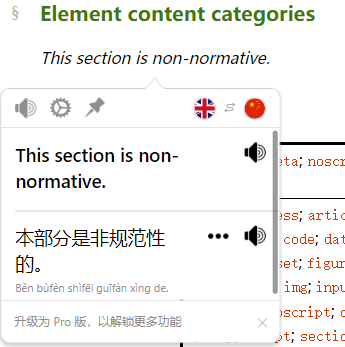 § Element content categories
This section is non-normative.
This section is non-
normative.
eta; noscr
本部分是非规范性
的。
Běn bùfèn shìfēi guīfàn xìng de.
ess; artic
code; dat
set; figur
img; inpu
升级为 Pro 版，以解锁更多功能
pt; sectio